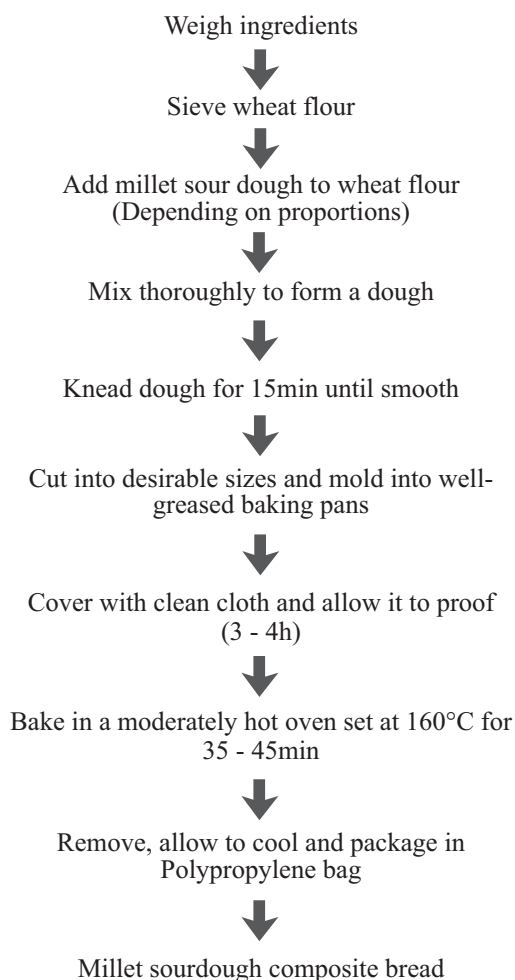 Weigh ingredients
Sieve wheat flour
Add millet sour dough to wheat flour
(Depending on proportions)
Mix thoroughly to form a dough
Knead dough for 15min until smooth
Cut into desirable sizes and mold into well-
greased baking pans
Cover with clean cloth and allow it to proof
(3 - 4h)
Bake in a moderately hot oven set at 160°C for
35 - 45min
Remove, allow to cool and package in
Polypropylene bag
Millet sourdough composite bread